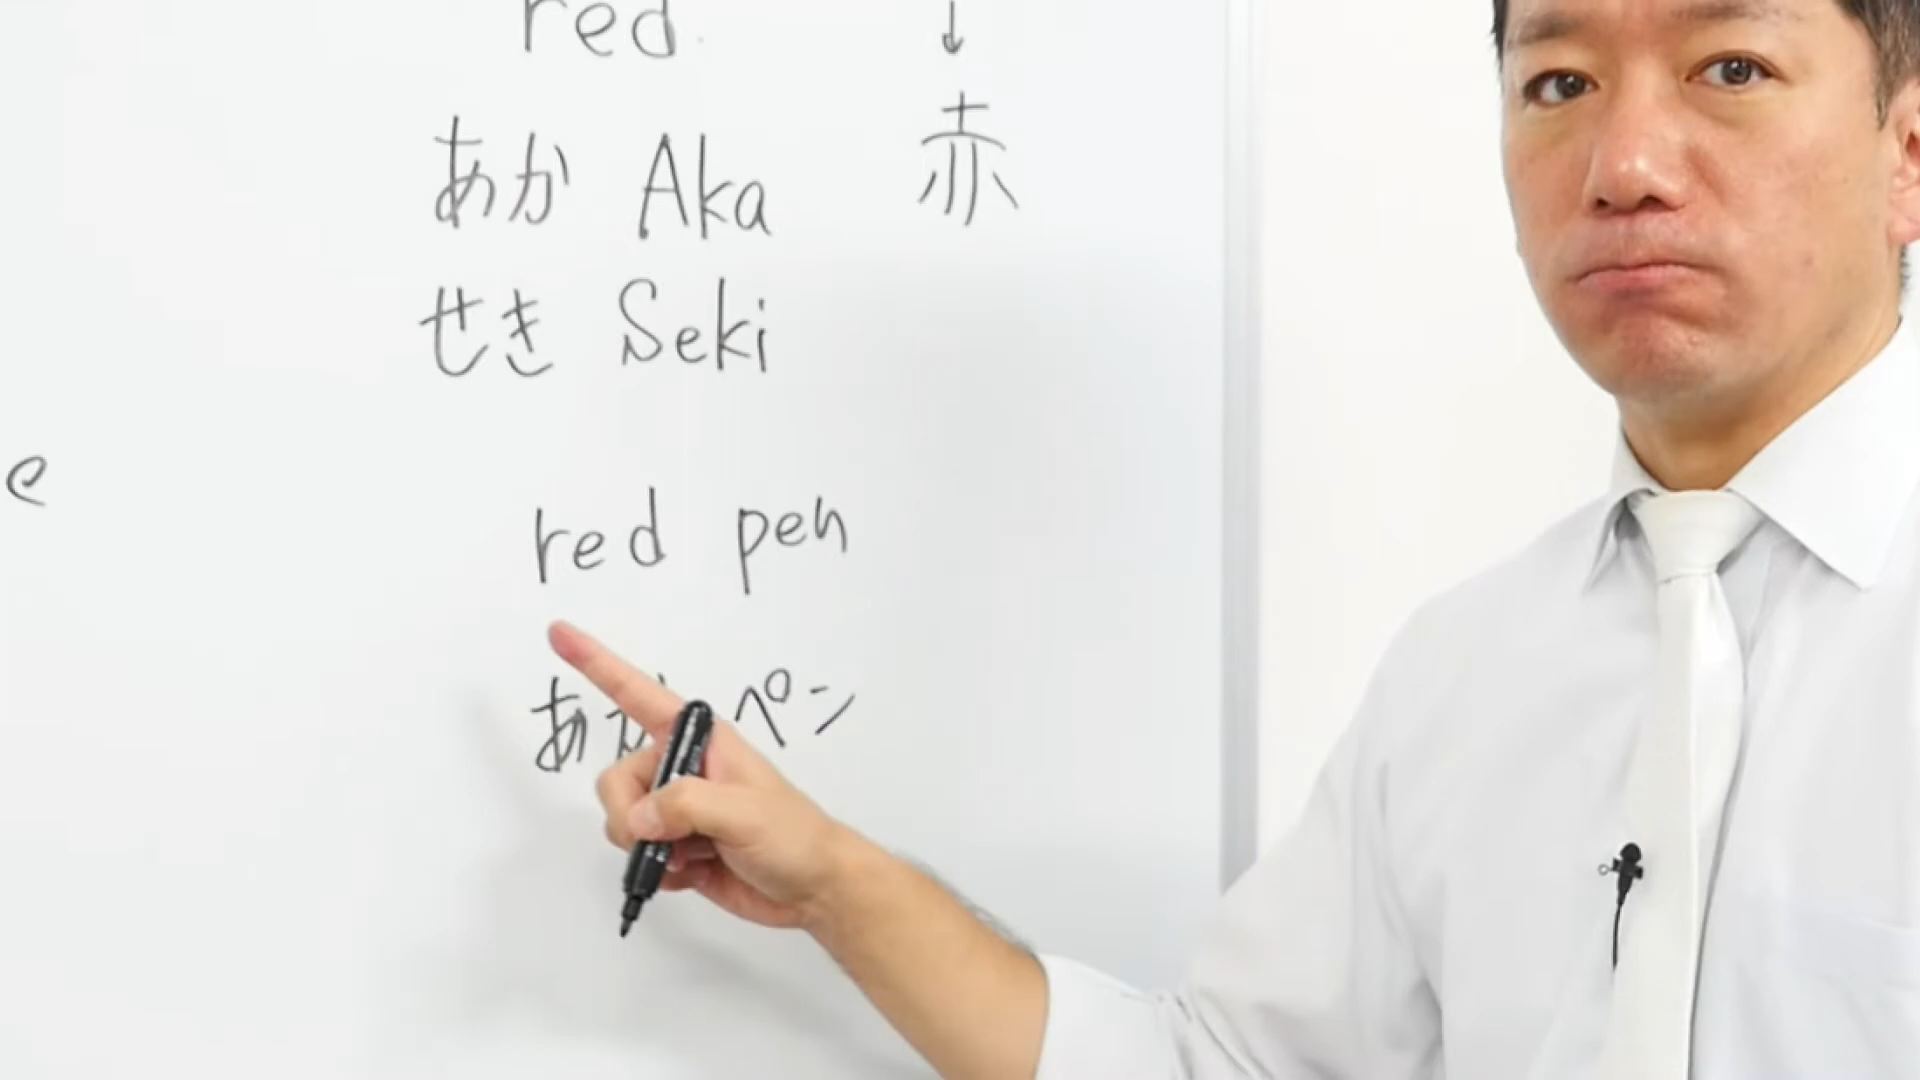 red ↓
あか Aka 赤
せき Seki
e
red pen
あか ペン